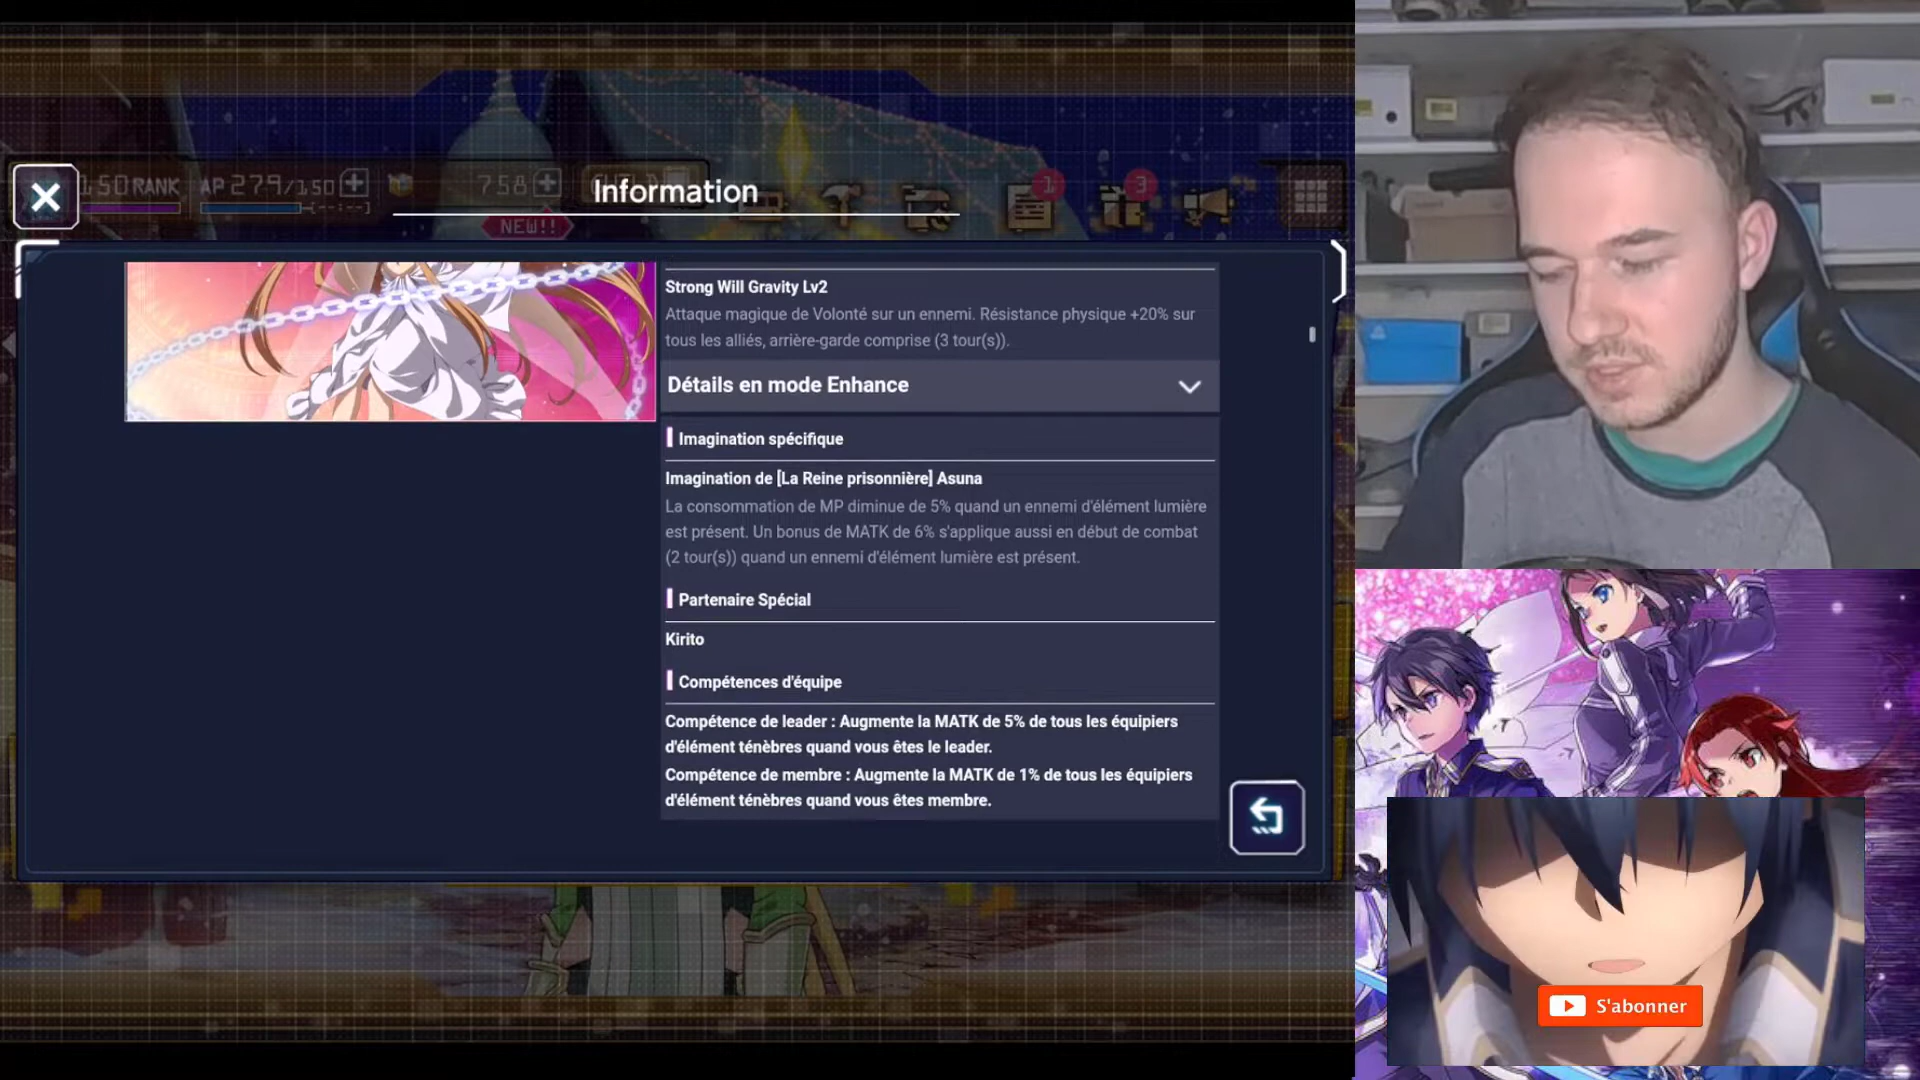 150 RANK
AP 279/150
758
Information
1
3
NEW!!
Strong Will Gravity Lv2
Attaque magique de Volonté sur un ennemi. Résistance physique +20% sur
tous les alliés, arrière-garde comprise (3 tour(s)).
Détails en mode Enhance
Imagination spécifique
Imagination de [La Reine prisonnière] Asuna
La consommation de MP diminue de 5% quand un ennemi d'élément lumière
est présent. Un bonus de MATK de 6% s'applique aussi en début de combat
(2 tour(s)) quand un ennemi d'élément lumière est présent.
Partenaire Spécial
Kirito
Compétences d'équipe
Compétence de leader : Augmente la MATK de 5% de tous les équipiers
d'élément ténèbres quand vous êtes le leader.
Compétence de membre : Augmente la MATK de 1% de tous les équipiers
d'élément ténèbres quand vous êtes membre.
S'abonner